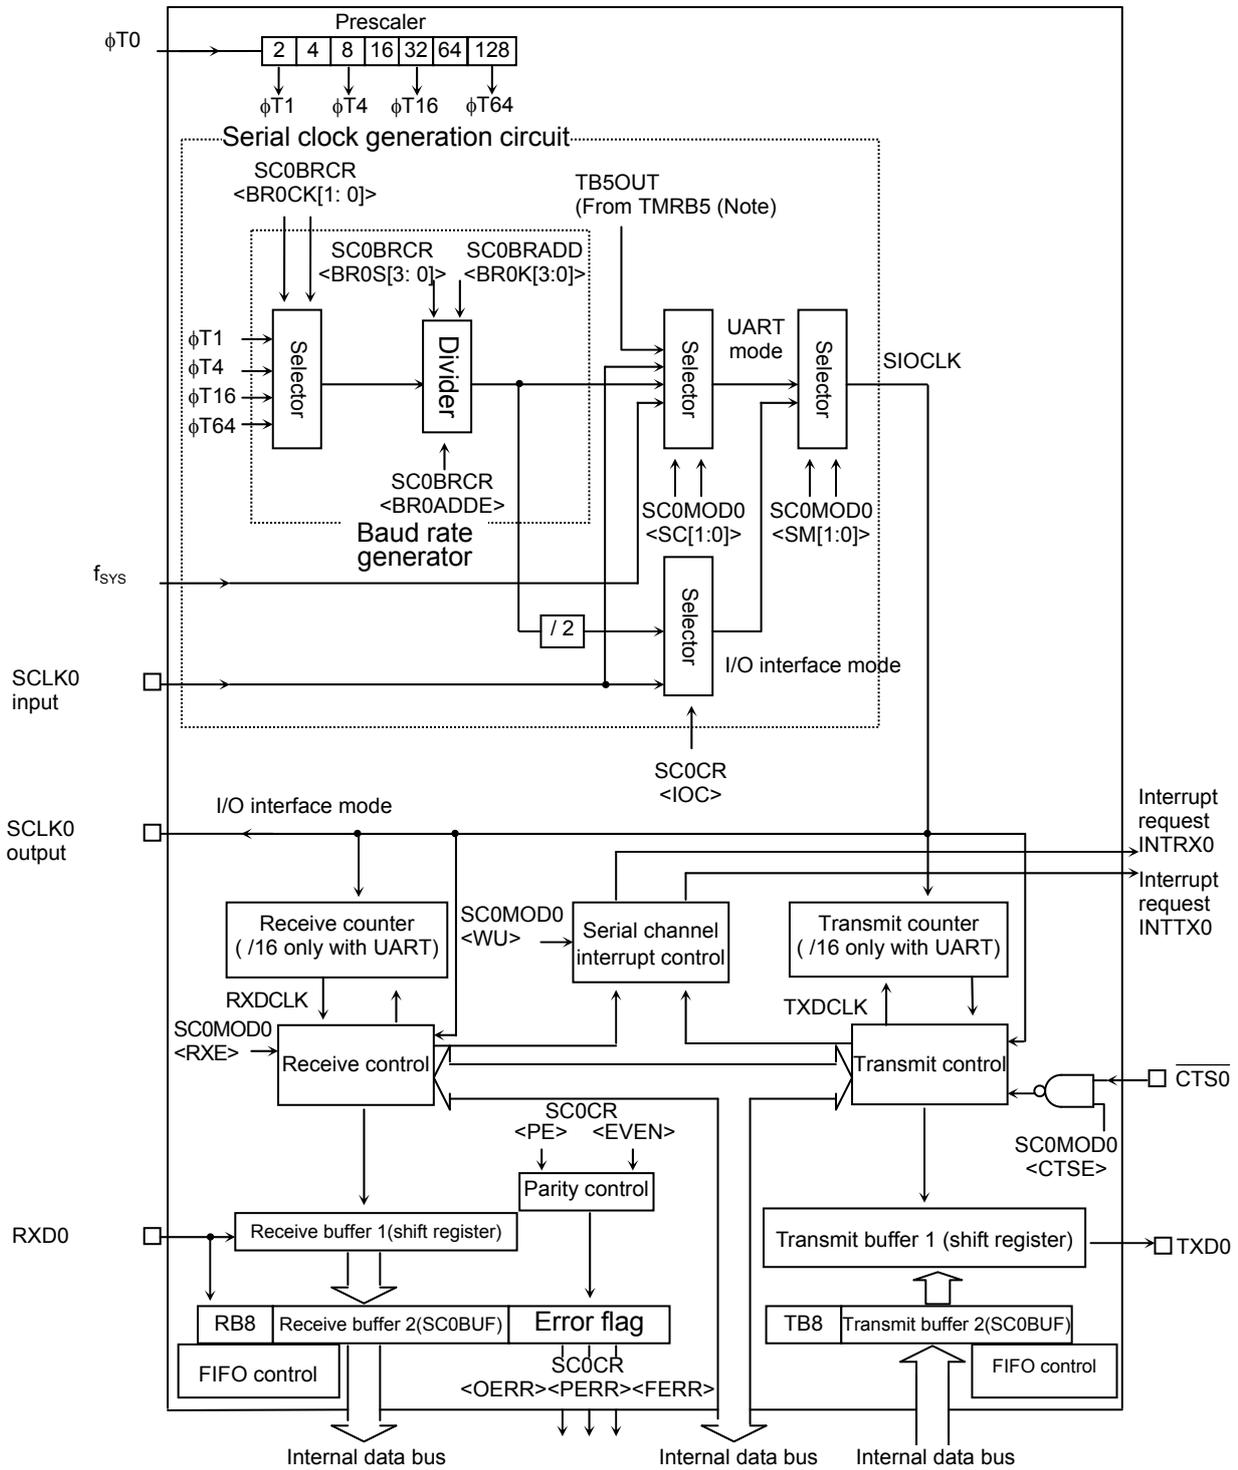 Prescaler
ϕT0
2 4 8 16 32 64 128
ϕT1 ϕT4 ϕT16 ϕT64
Serial clock generation circuit
SC0BRCR
<BR0CK[1: 0]>
TB5OUT
(From TMRB5 (Note)
SC0BRCR
<BR0S[3: 0]>
SC0BRADD
<BR0K[3:0]>
ϕT1
ϕT4
ϕT16
ϕT64
Selector
Divider
Selector
UART
mode
Selector
SIOCLK
SC0BRCR
<BR0ADDE>
SC0MOD0
<SC[1:0]>
SC0MOD0
<SM[1:0]>
Baud rate
generator
fSYS
/ 2
Selector
I/O interface mode
SCLK0
input
SC0CR
<IOC>
I/O interface mode
SCLK0
output
Interrupt
request
INTRX0
Interrupt
request
INTTX0
Receive counter
( /16 only with UART)
SC0MOD0
<WU>
Serial channel
interrupt control
Transmit counter
( /16 only with UART)
RXDCLK
TXDCLK
SC0MOD0
<RXE>
Receive control
Transmit control
CTS0
SC0MOD0
<CTSE>
SC0CR
<PE> <EVEN>
Parity control
RXD0
Receive buffer 1(shift register)
Transmit buffer 1 (shift register)
TXD0
RB8
Receive buffer 2(SC0BUF)
Error flag
TB8
Transmit buffer 2(SC0BUF)
FIFO control
SC0CR
<OERR><PERR><FERR>
FIFO control
Internal data bus
Internal data bus
Internal data bus